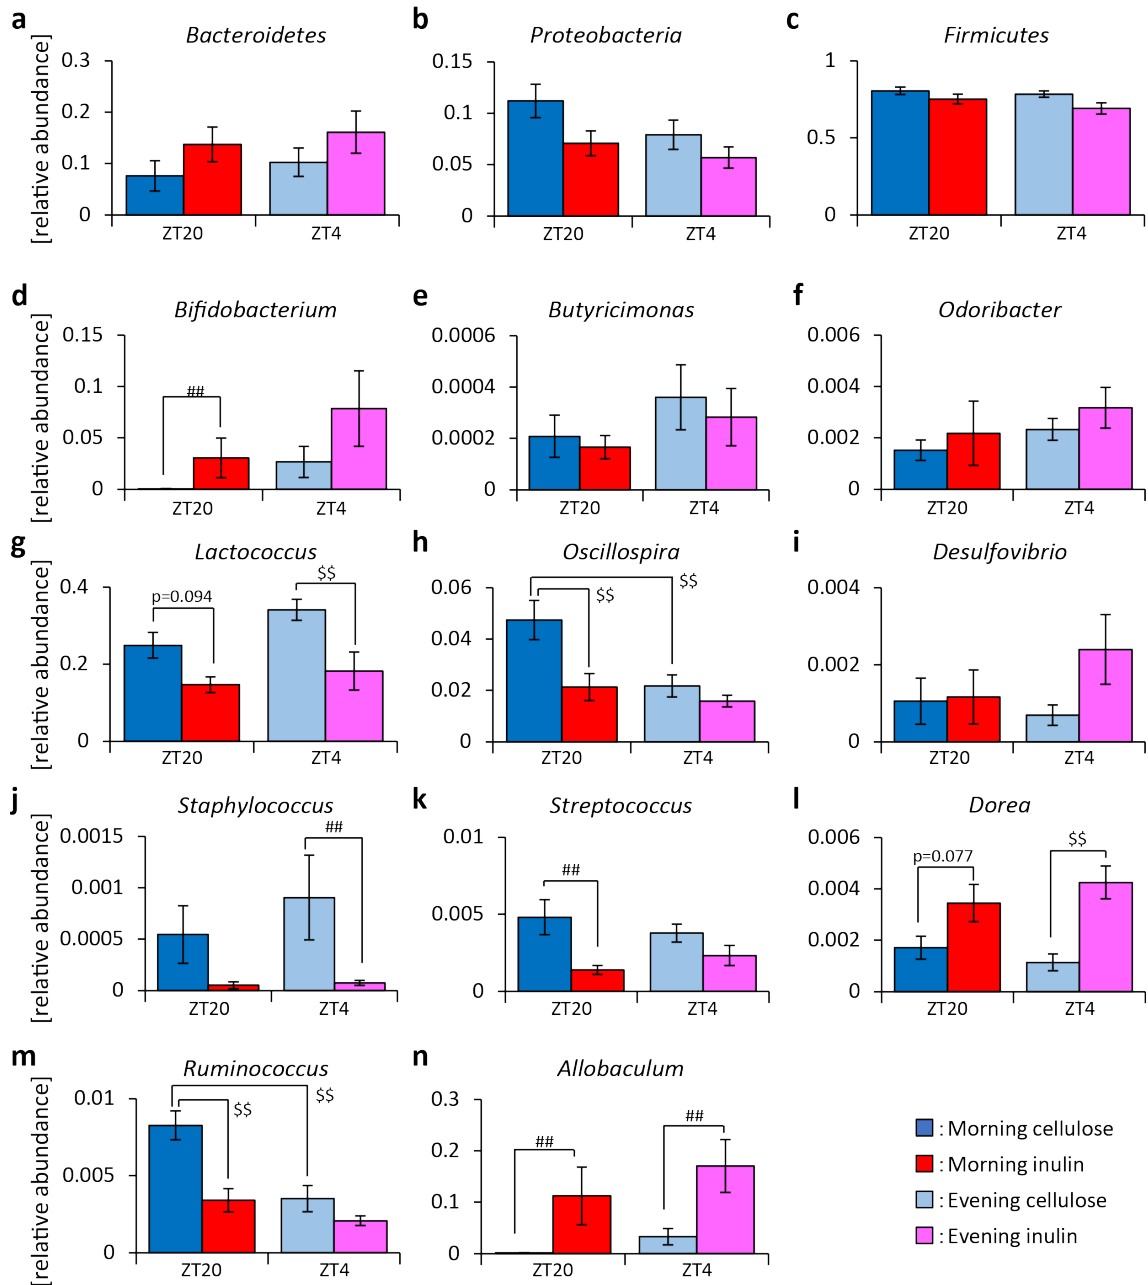 a
Bacteroidetes
[relative abundance]
0.3
0.2
0.1
0
ZT20
ZT4
b
Proteobacteria
0.15
0.1
0.05
0
ZT20
ZT4
c
Firmicutes
1
0.5
0
ZT20
ZT4
d
Bifidobacterium
[relative abundance]
0.15
0.1
0.05
0
##
ZT20
ZT4
e
Butyricimonas
0.0006
0.0004
0.0002
0
ZT20
ZT4
f
Odoribacter
0.006
0.004
0.002
0
ZT20
ZT4
g
Lactococcus
[relative abundance]
0.4
0.2
0
p=0.094
$$
ZT20
ZT4
h
Oscillospira
0.06
0.04
0.02
0
$$
$$
ZT20
ZT4
i
Desulfovibrio
0.004
0.002
0
ZT20
ZT4
j
Staphylococcus
[relative abundance]
0.0015
0.001
0.0005
0
##
ZT20
ZT4
k
Streptococcus
0.01
0.005
0
##
ZT20
ZT4
l
Dorea
0.006
0.004
0.002
0
p=0.077
$$
ZT20
ZT4
m
Ruminococcus
[relative abundance]
0.01
0.005
0
$$
$$
ZT20
ZT4
n
Allobaculum
0.3
0.2
0.1
0
##
##
ZT20
ZT4
: Morning cellulose
: Morning inulin
: Evening cellulose
: Evening inulin